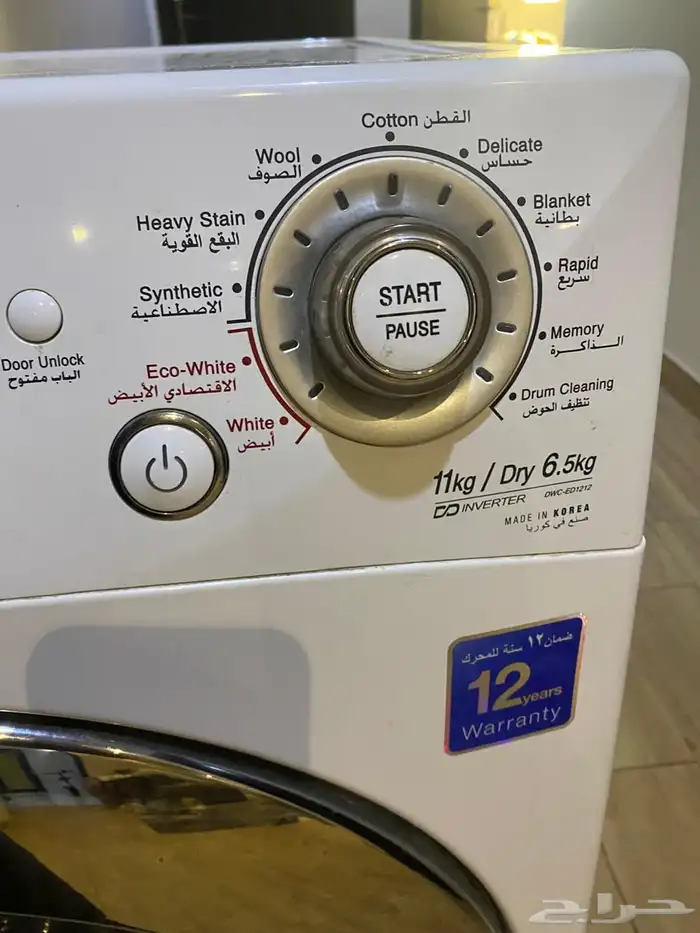 Cotton القطن
Delicate
حساس
Wool
الصوف
Blanket
بطانية
Heavy Stain
البقع القوية
Rapid
سريع
Synthetic
الاصطناعية
START
PAUSE
Memory
الذاكرة
Door Unlock
الباب مفتوح
Eco-White
الاقتصادي الأبيض
Drum Cleaning
تنظيف الحوض
White
أبيض
11kg / Dry 6.5kg
DD INVERTER DWC-ED1212
MADE IN KOREA
صنع في كوريا
ضمان ١٢ سنة للمحرك
12 years
Warranty
حراج